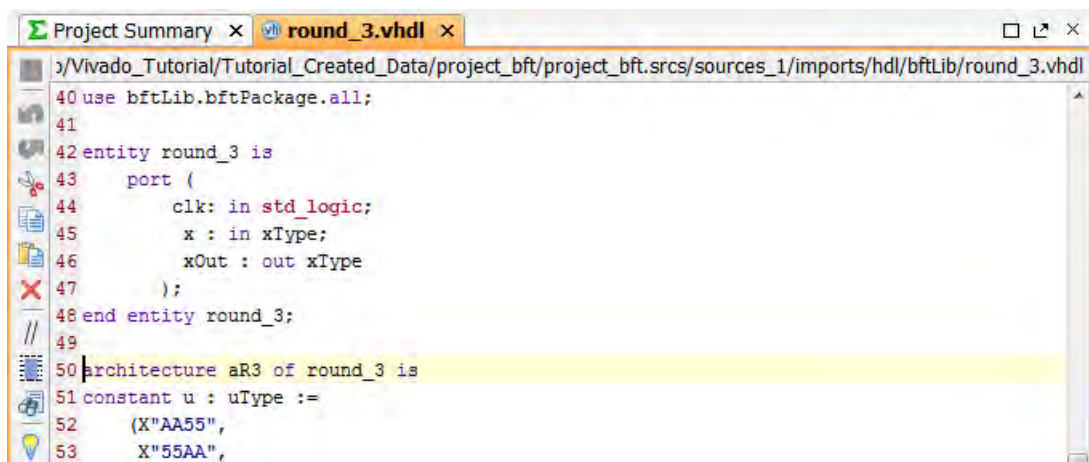 Project Summary × round_3.vhdl ×
ɔ/Vivado_Tutorial/Tutorial_Created_Data/project_bft/project_bft.srcs/sources_1/imports/hdl/bftLib/round_3.vhdl
40 use bftLib.bftPackage.all;
41
42 entity round_3 is
43 port (
44 clk: in std_logic;
45 x : in xType;
46 xOut : out xType
47 );
48 end entity round_3;
49
50 architecture aR3 of round_3 is
51 constant u : uType :=
52 (X"AA55",
53 X"55AA",